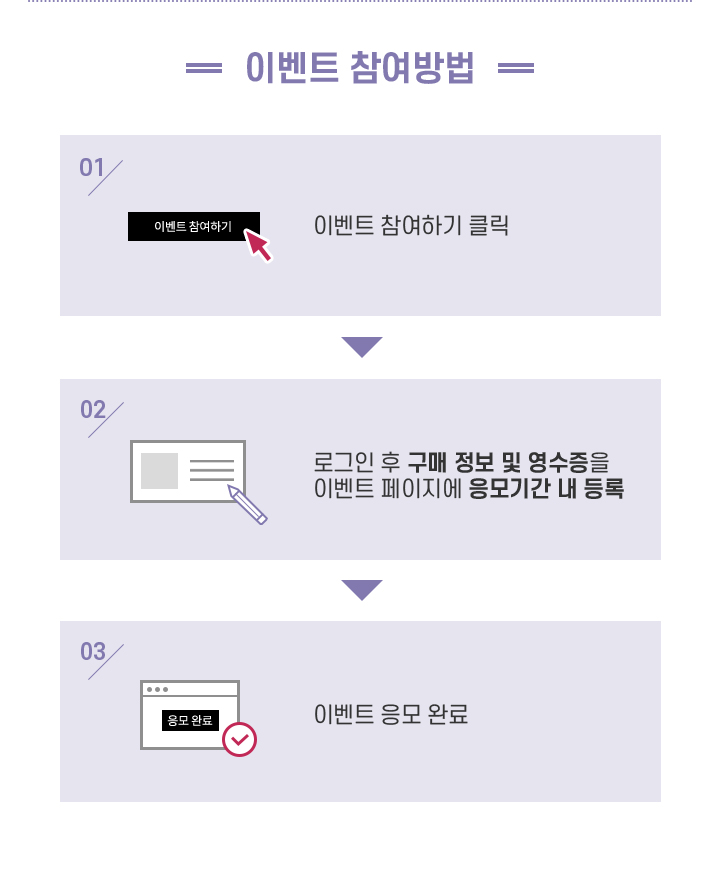 이벤트 참여방법
01
이벤트 참여하기
이벤트 참여하기 클릭
02
로그인 후 구매 정보 및 영수증을
이벤트 페이지에 응모기간 내 등록
03
응모 완료
이벤트 응모 완료